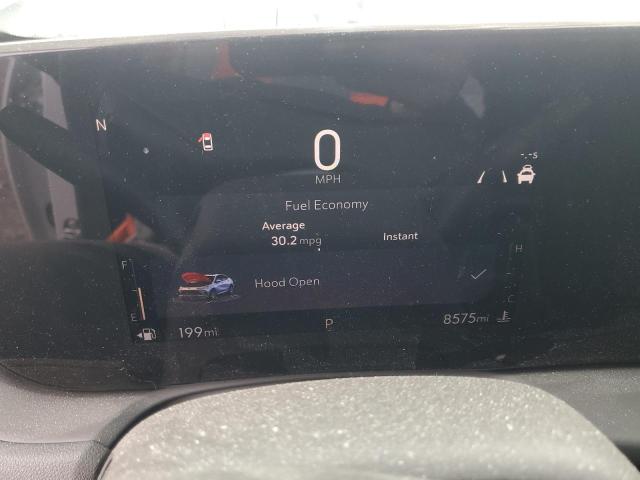 N
0
MPH
--s
Fuel Economy
Average
30.2 mpg
Instant
F
H
Hood Open
E
C
199mi
P
8575mi